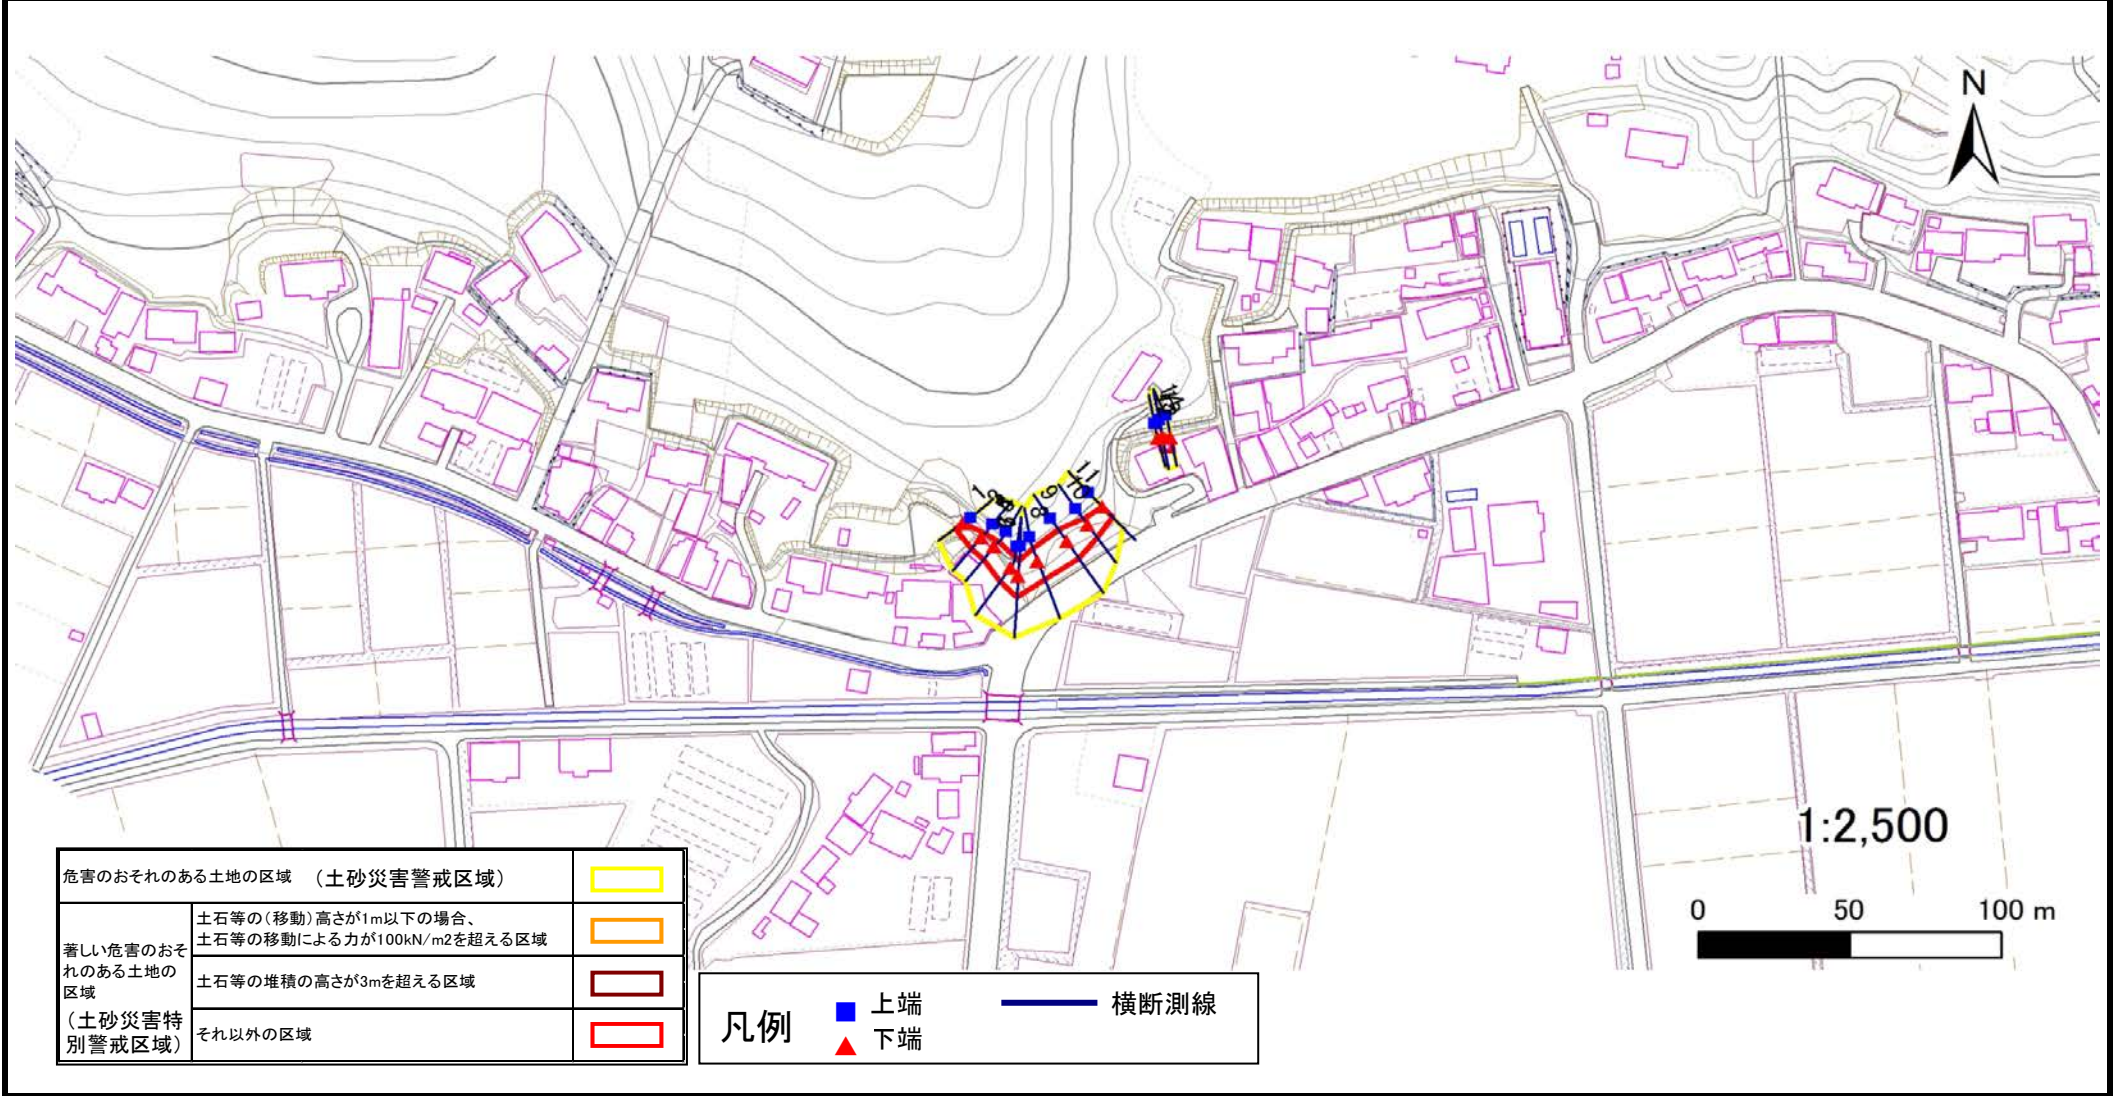 N
1
9
8
11
10
1:2,500
0 50 100 m
危害のおそれのある土地の区域 （土砂災害警戒区域）
著しい危害のおそ
れのある土地の
区域
（土砂災害特
別警戒区域）
土石等の（移動）高さが1m以下の場合、
土石等の移動による力が100kN/m2を超える区域
土石等の堆積の高さが3mを超える区域
それ以外の区域
凡例
上端
下端
横断測線